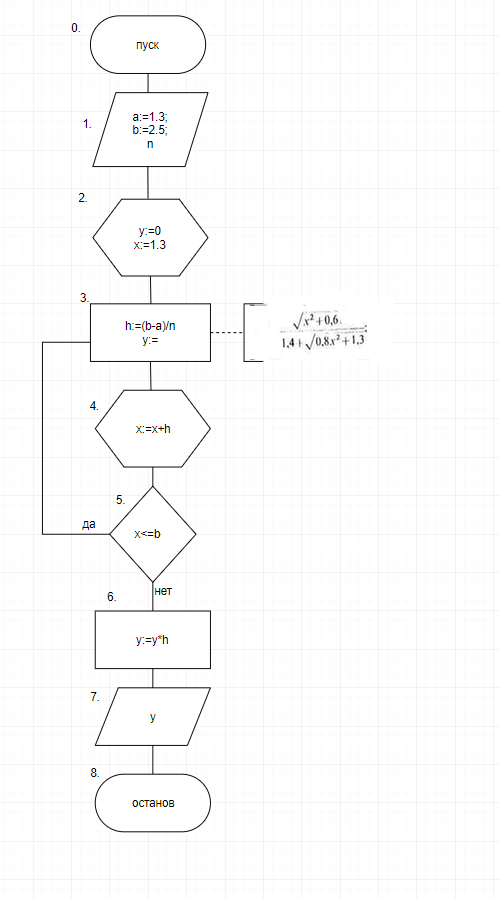 0.
пуск
1.
a:=1.3;
b:=2.5;
n
2.
y:=0
x:=1.3
3.
h:=(b-a)/n
y:=
√x²+0,6.
1,4+√0,8x²+1,3 ;
4.
x:=x+h
5.
да
x<=b
нет
6.
y:=y*h
7.
y
8.
останов